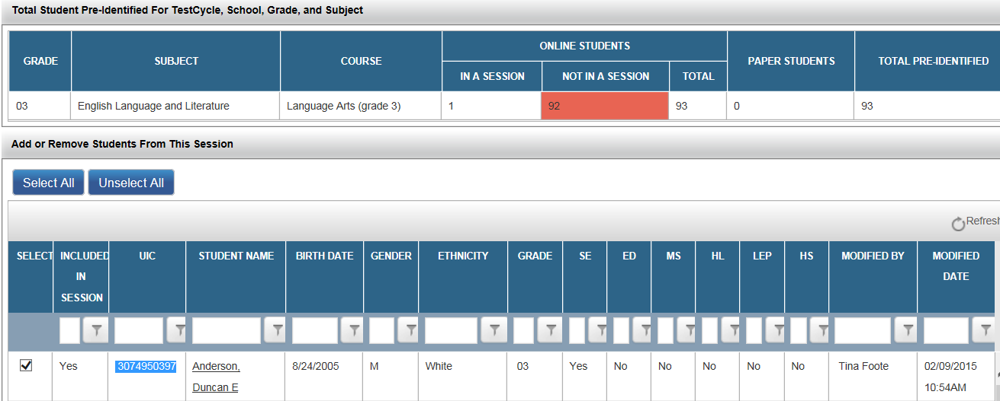 Total Student Pre-Identified For TestCycle, School, Grade, and Subject
GRADE SUBJECT COURSE ONLINE STUDENTS PAPER STUDENTS TOTAL PRE-IDENTIFIED
IN A SESSION NOT IN A SESSION TOTAL
03 English Language and Literature Language Arts (grade 3) 1 92 93 0 93
Add or Remove Students From This Session
Select All Unselect All
Refresh
SELECT INCLUDED UIC STUDENT NAME BIRTH DATE GENDER ETHNICITY GRADE SE ED MS HL LEP HS MODIFIED BY MODIFIED
IN DATE
SESSION
Yes 3074950397 Anderson, 8/24/2005 M White 03 Yes No No No No No Tina Foote 02/09/2015
Duncan E 10:54AM